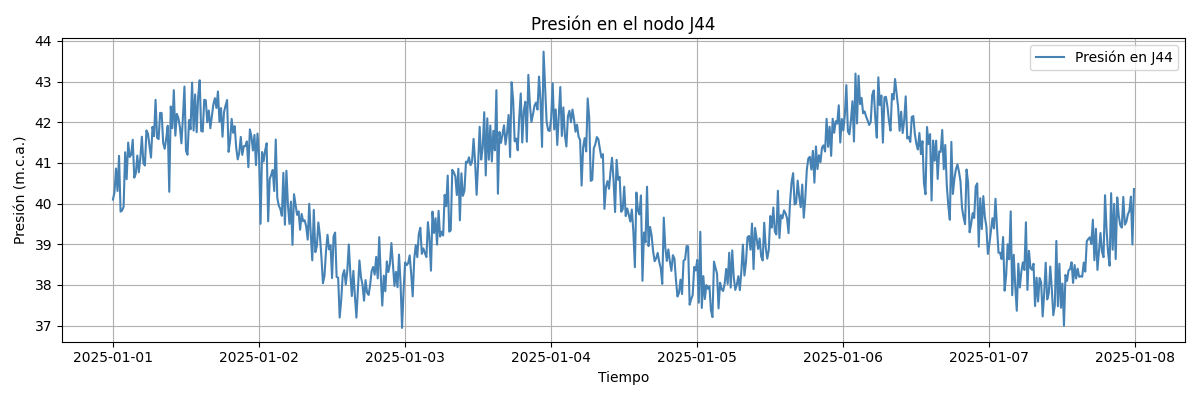 Presión en el nodo J44
Presión en J44
Presión (m.c.a.)
44
43
42
41
40
39
38
37
2025-01-01 2025-01-02 2025-01-03 2025-01-04 2025-01-05 2025-01-06 2025-01-07 2025-01-08
Tiempo